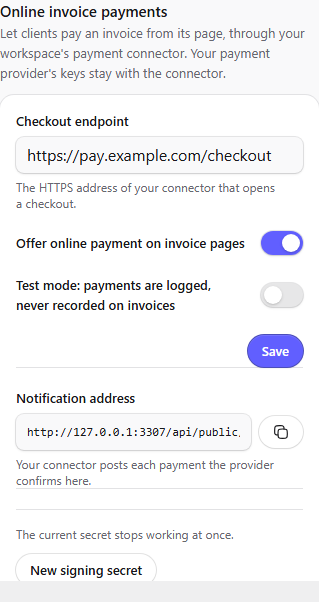 Online invoice payments
Let clients pay an invoice from its page, through your
workspace's payment connector. Your payment
provider's keys stay with the connector.
Checkout endpoint
https://pay.example.com/checkout
The HTTPS address of your connector that opens
a checkout.
Offer online payment on invoice pages
Test mode: payments are logged,
never recorded on invoices
Save
Notification address
http://127.0.0.1:3307/api/public,
Your connector posts each payment the provider
confirms here.
The current secret stops working at once.
New signing secret